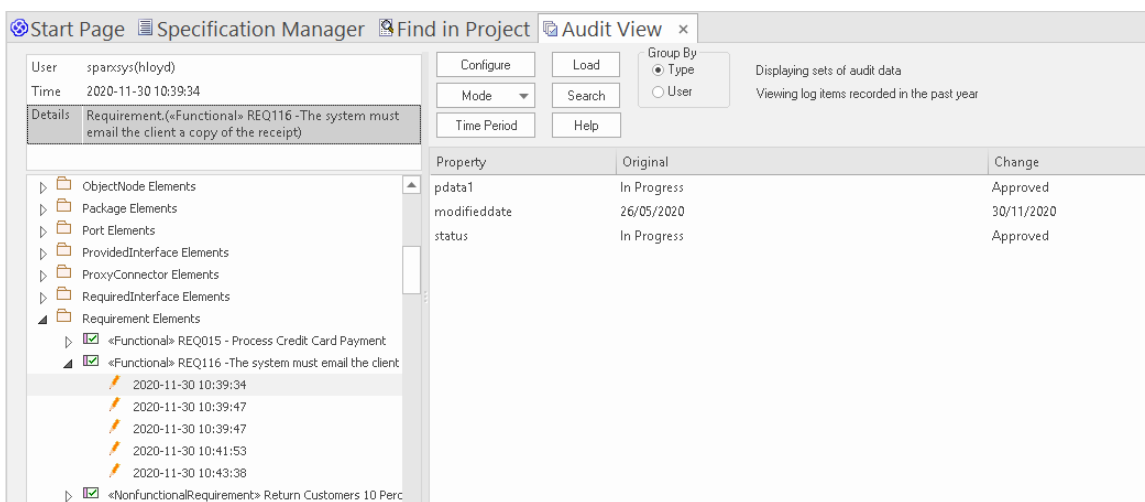 Start Page Specification Manager Find in Project Audit View ×
User sparxsys(hloyd)
Time 2020-11-30 10:39:34
Details Requirement.(«Functional» REQ116 -The system must
email the client a copy of the receipt)
ObjectNode Elements
Package Elements
Port Elements
ProvidedInterface Elements
ProxyConnector Elements
RequiredInterface Elements
Requirement Elements
«Functional» REQ015 - Process Credit Card Payment
«Functional» REQ116 -The system must email the client
2020-11-30 10:39:34
2020-11-30 10:39:47
2020-11-30 10:39:47
2020-11-30 10:41:53
2020-11-30 10:43:38
«NonfunctionalRequirement» Return Customers 10 Perc
Configure Load
Mode Search
Time Period Help
Group By
Type
User
Displaying sets of audit data
Viewing log items recorded in the past year
Property Original Change
pdata1 In Progress Approved
modifieddate 26/05/2020 30/11/2020
status In Progress Approved